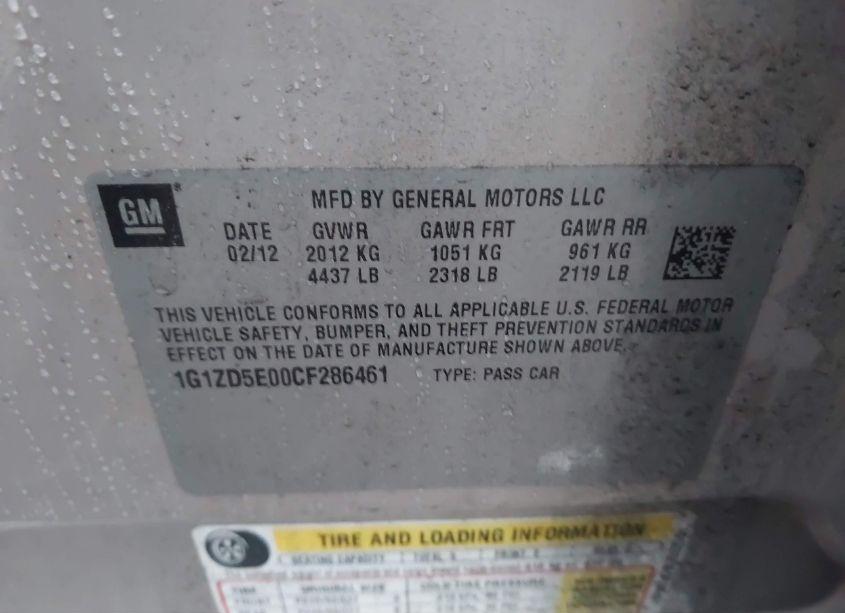 GM
MFD BY GENERAL MOTORS LLC
DATE GVWR GAWR FRT GAWR RR
02/12 2012 KG 1051 KG 961 KG
4437 LB 2318 LB 2119 LB
THIS VEHICLE CONFORMS TO ALL APPLICABLE U.S. FEDERAL MOTOR
VEHICLE SAFETY, BUMPER, AND THEFT PREVENTION STANDARDS IN
EFFECT ON THE DATE OF MANUFACTURE SHOWN ABOVE.
1G1ZD5E00CF286461 TYPE: PASS CAR
TIRE AND LOADING INFORMATION
SEATING CAPACITY